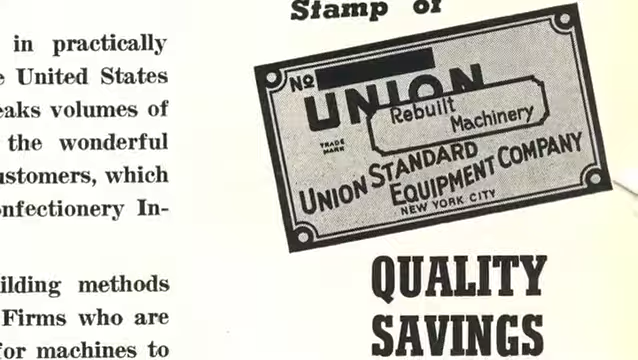 in practically
United States
eaks volumes of
the wonderful
ustomers, which
nfectionery In-
ilding methods
Firms who are
for machines to
Stamp of
No
UNION
Rebuilt
Machinery
TRADE
MARK
UNION STANDARD
EQUIPMENT COMPANY
NEW YORK CITY
QUALITY
SAVINGS